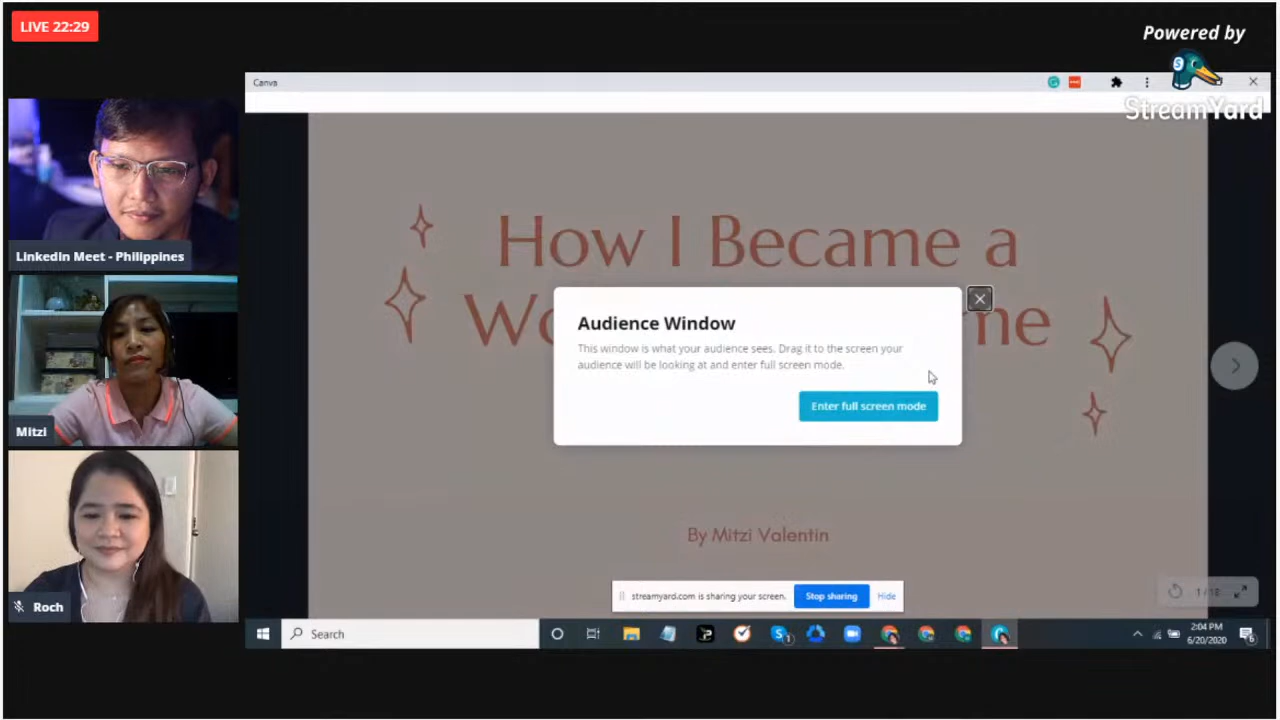 LIVE 22:29
Powered by
StreamYard
Canva
LinkedIn Meet - Philippines
Mitzi
Roch
How I Became a
Audience Window
This window is what your audience sees. Drag it to the screen your
audience will be looking at and enter full screen mode.
Enter full screen mode
By Mitzi Valentin
streamyard.com is sharing your screen.
Stop sharing
Hide
1 / 18
Search
2:04 PM
6/20/2020